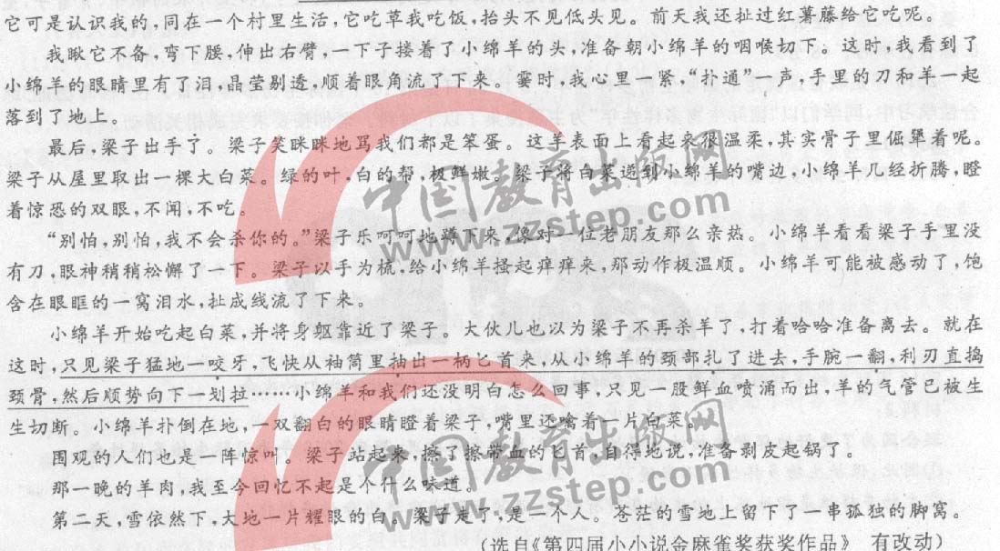 它可是认识我的,同在一个村里生活,它吃草我吃饭,抬头不见低头见。前天我还扯过红薯藤给它吃呢。
我瞅它不备,弯下腰,伸出右臂,一下子接着了小绵羊的头,准备朝小绵羊的咽喉切下。这时,我看到了
小绵羊的眼睛里有了泪,晶莹剔透,顺着眼角流了下来。霎时,我心里一紧,“扑通”一声,手里的刀和羊一起
落到了地上。
最后,梁子出手了。梁子笑眯眯地骂我们都是笨蛋。这羊表面上看起来很温柔,其实骨子里倔犟着呢。
梁子从屋里取出一棵大白菜。绿的叶,白的帮,极鲜嫩。梁子将白菜递到小绵羊的嘴边,小绵羊几经折腾,瞪
着惊恐的双眼,不闻,不吃。
“别怕,别怕,我不会杀你的。”梁子乐呵呵地蹲下来,像对一位老朋友那么亲热。小绵羊看看梁子手里没
有刀,眼神稍稍松懈了一下。梁子以手为梳,给小绵羊搔起痒痒来,那动作极温顺。小绵羊可能被感动了,饱
含在眼眶的一窝泪水,扯成线流了下来。
小绵羊开始吃起白菜,并将身躯靠近了梁子。大伙儿也以为梁子不再杀羊了,打着哈哈准备离去。就在
这时,只见梁子猛地一咬牙,飞快从袖筒里抽出一柄匕首来,从小绵羊的颈部扎了进去,手腕一翻,利刃直捣
颈骨,然后顺势向下一划拉……小绵羊和我们还没明白怎么回事,只见一股鲜血喷涌而出,羊的气管已被生
生切断。小绵羊扑倒在地,一双翻白的眼睛瞪着梁子,嘴里还噙着一片白菜。
围观的人们也是一阵惊叫。梁子站起来,擦了擦带血的匕首,自得地说,准备剥皮起锅了。
那一晚的羊肉,我至今回忆不起是个什么味道。
第二天,雪依然下,大地一片耀眼的白。梁子走了,是一个人。苍茫的雪地上留下了一串孤独的脚窝。
(选自《第四届小小说金麻雀奖获奖作品》 有改动)
中国教育出版网
www.zzstep.com
中国教育出版网
www.zzstep.com